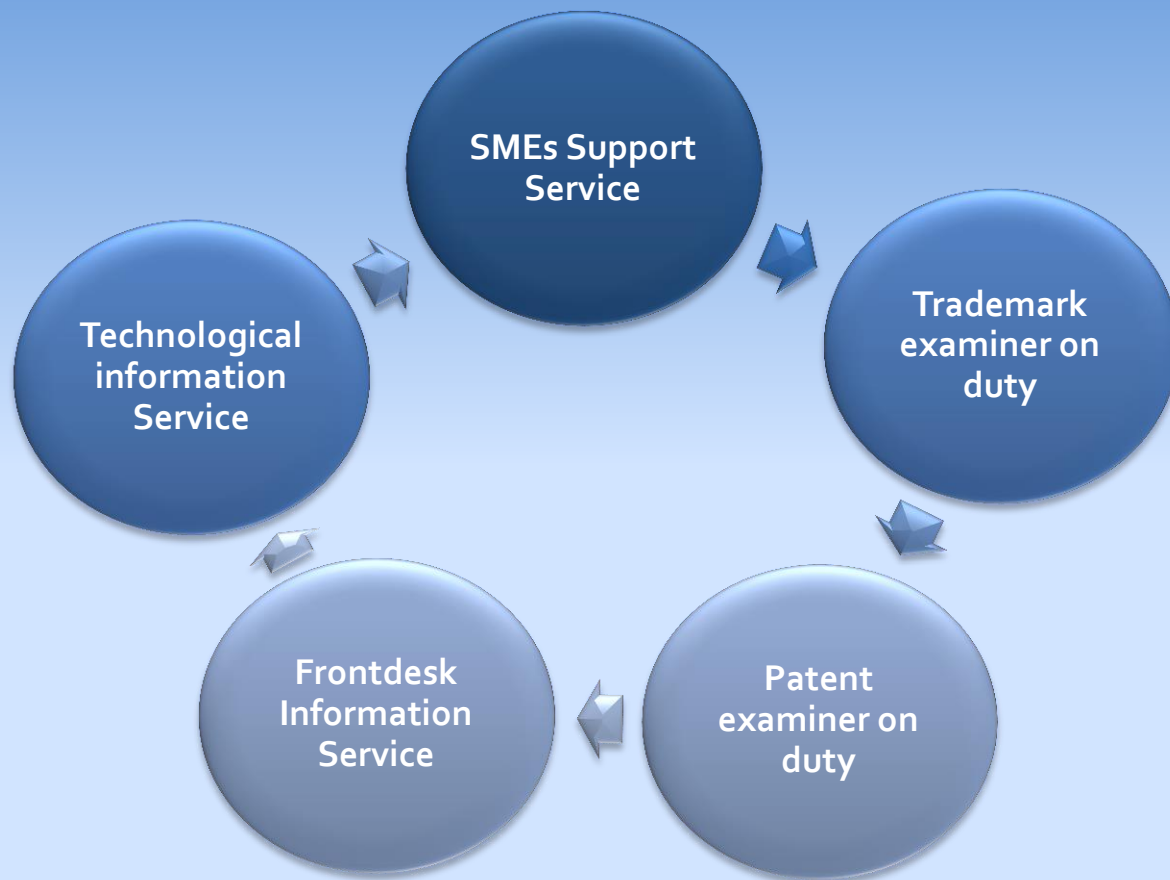 SMEs Support
Service
Trademark
examiner on
duty
Patent
examiner on
duty
Frontdesk
Information
Service
Technological
information
Service